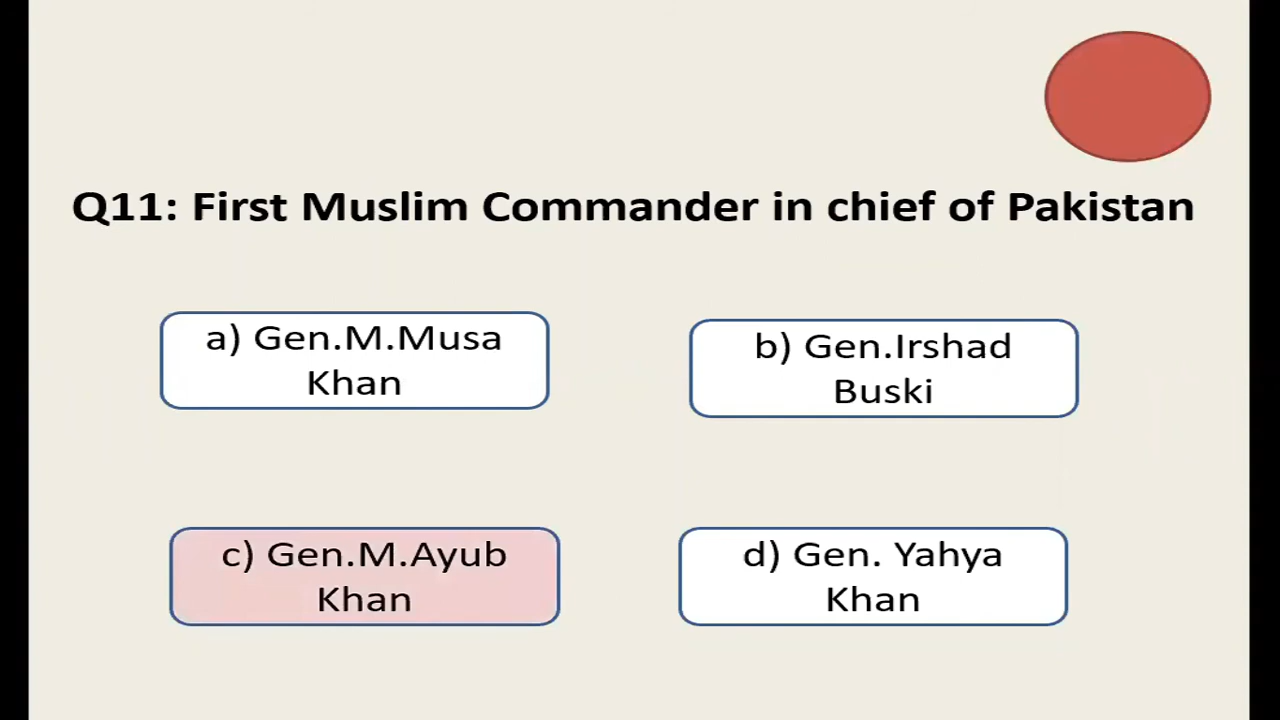 Q11: First Muslim Commander in chief of Pakistan
a) Gen.M.Musa
Khan
b) Gen.Irshad
Buski
c) Gen.M.Ayub
Khan
d) Gen. Yahya
Khan